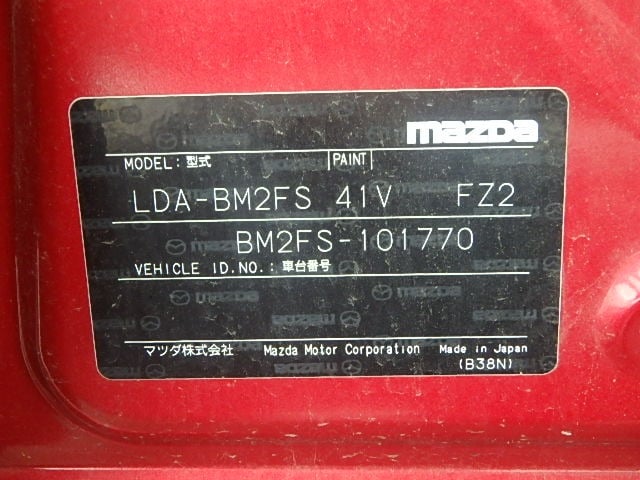 mazda
MODEL: 型式 PAINT
LDA-BM2FS 41V FZ2
BM2FS-101770
VEHICLE ID.NO.: 車台番号
マツダ株式会社 Mazda Motor Corporation Made in Japan
(B38N)